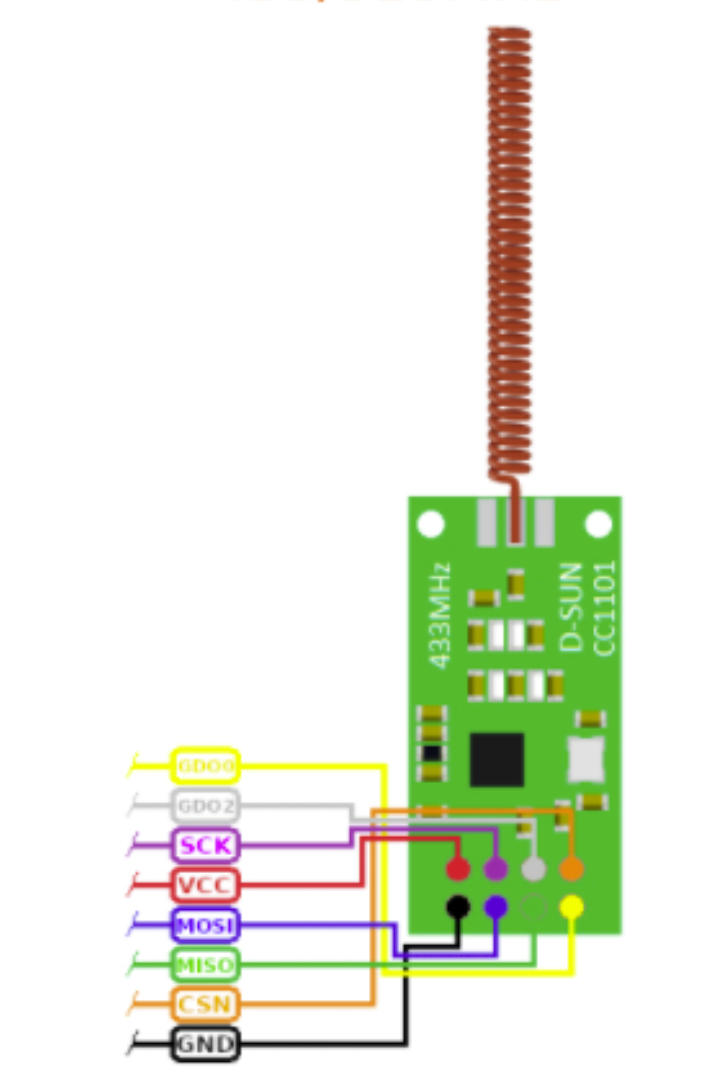 433MHz
D-SUN
CC1101
GDO0
GDO2
SCK
VCC
MOSI
MISO
CSN
GND